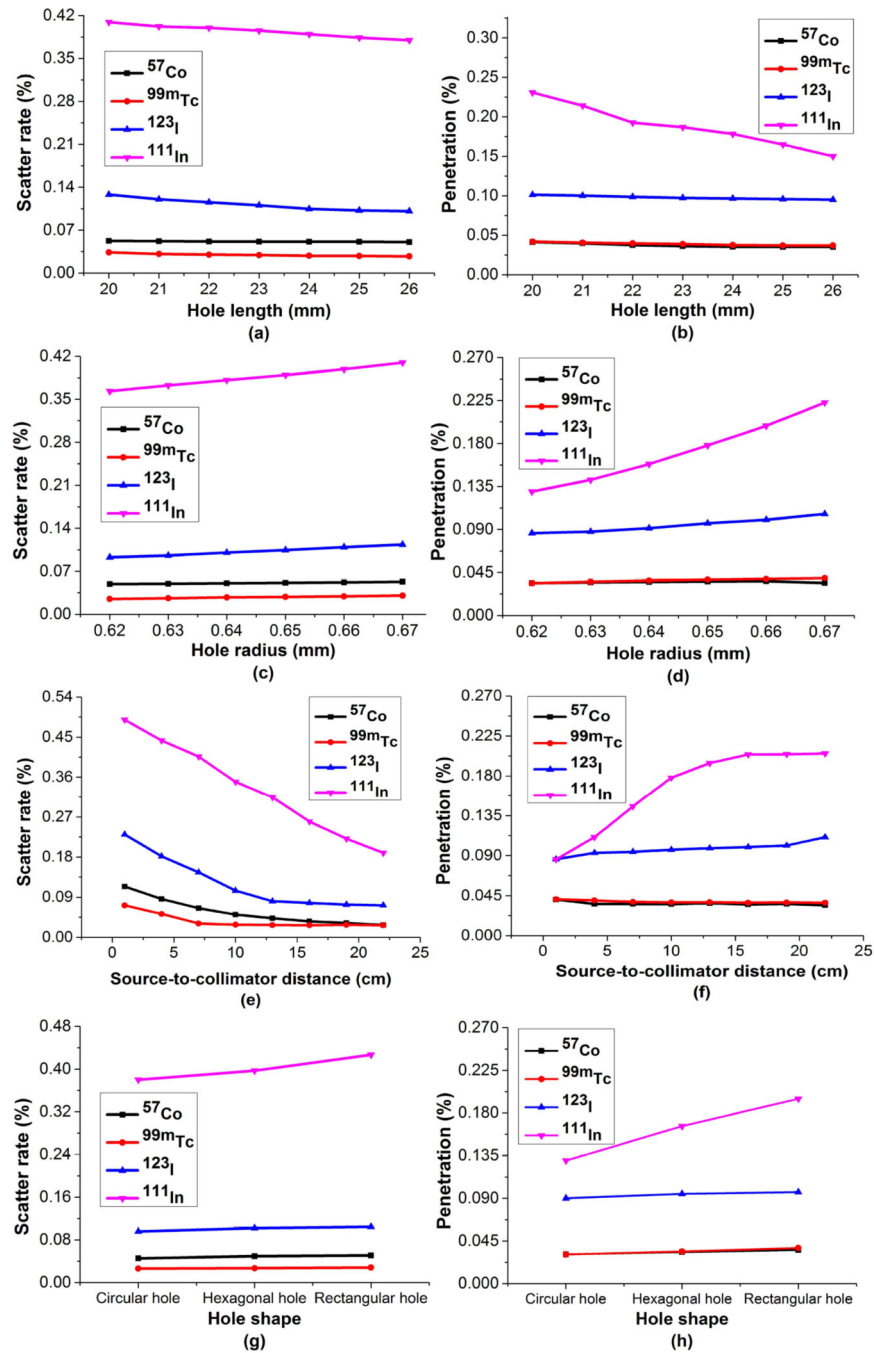 0.42
0.35
0.28
0.21
0.14
0.07
0.00
Scatter rate (%)
57Co
99mTc
123I
111In
20 21 22 23 24 25 26
Hole length (mm)
(a)
0.30
0.25
0.20
0.15
0.10
0.05
0.00
Penetration (%)
57Co
99mTc
123I
111In
20 21 22 23 24 25 26
Hole length (mm)
(b)
0.42
0.35
0.28
0.21
0.14
0.07
0.00
Scatter rate (%)
57Co
99mTc
123I
111In
0.62 0.63 0.64 0.65 0.66 0.67
Hole radius (mm)
(c)
0.270
0.225
0.180
0.135
0.090
0.045
0.000
Penetration (%)
57Co
99mTc
123I
111In
0.62 0.63 0.64 0.65 0.66 0.67
Hole radius (mm)
(d)
0.54
0.45
0.36
0.27
0.18
0.09
0.00
Scatter rate (%)
57Co
99mTc
123I
111In
0 5 10 15 20 25
Source-to-collimator distance (cm)
(e)
0.270
0.225
0.180
0.135
0.090
0.045
0.000
Penetration (%)
57Co
99mTc
123I
111In
0 5 10 15 20 25
Source-to-collimator distance (cm)
(f)
0.48
0.40
0.32
0.24
0.16
0.08
0.00
Scatter rate (%)
57Co
99mTc
123I
111In
Circular hole Hexagonal hole Rectangular hole
Hole shape
(g)
0.270
0.225
0.180
0.135
0.090
0.045
0.000
Penetration (%)
57Co
99mTc
123I
111In
Circular hole Hexagonal hole Rectangular hole
Hole shape
(h)